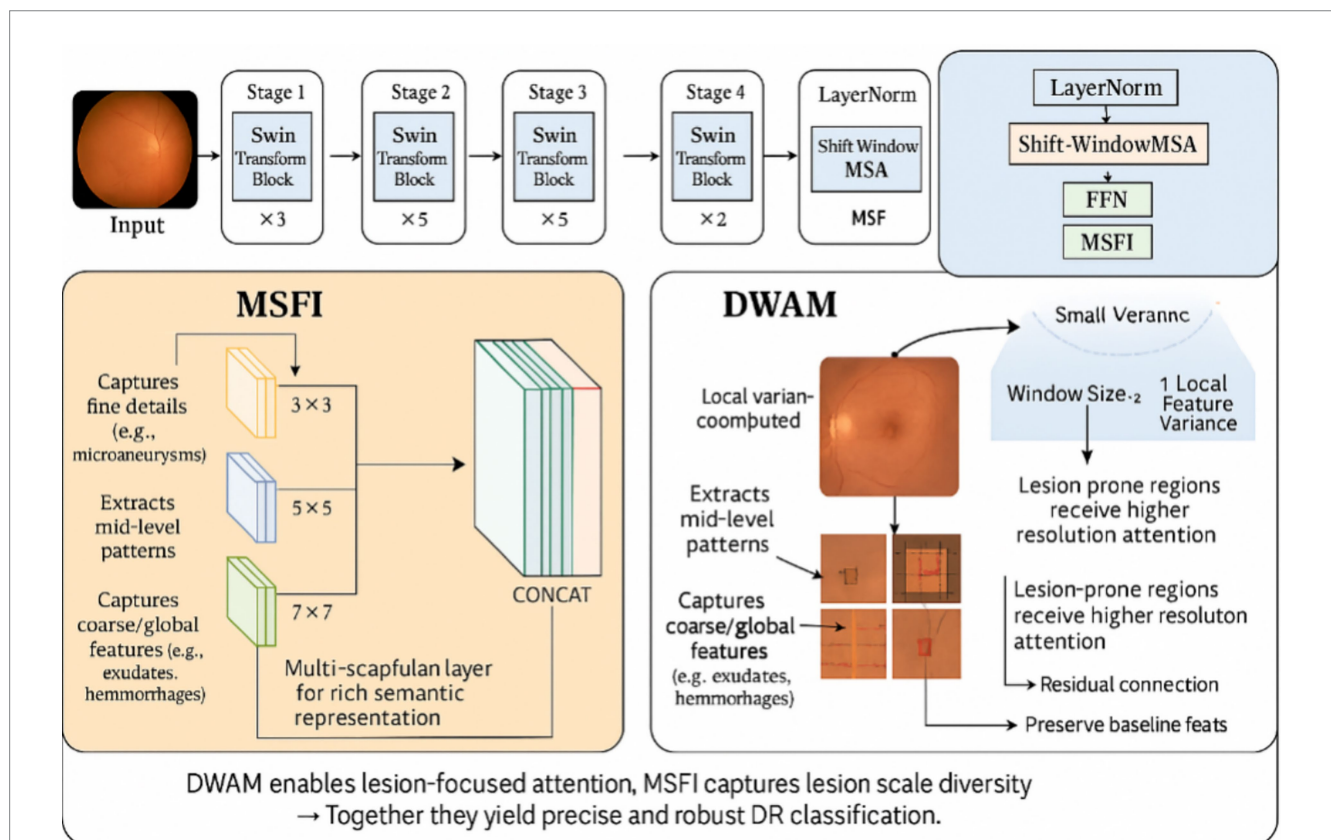 Input
Stage 1
Swin
Transform
Block
×3
Stage 2
Swin
Transform
Block
×5
Stage 3
Swin
Transform
Block
×5
Stage 4
Swin
Transform
Block
×2
LayerNorm
Shift Window
MSA
MSF
LayerNorm
Shift-WindowMSA
FFN
MSFI
MSFI
Captures
fine details
(e.g.,
microaneurysms)
3×3
Extracts
mid-level
patterns
5×5
Captures
coarse/global
features (e.g.,
exudates.
hemmorrhages)
7×7
CONCAT
Multi-scapfulan layer
for rich semantic
representation
DWAM
Local varian-
coomþuted
Extracts
mid-level
patterns
Captures
coarse/global
features
(e.g. exudates,
hemmorrhages)
Small Verannc
Window Size-2
1 Local
Feature
Variance
Lesion prone regions
receive higher
resolution attention
Lesion-prone regions
receive higher resoluton
attention
Residual connection
Preserve baseline feats
DWAM enables lesion-focused attention, MSFI captures lesion scale diversity
→ Together they yield precise and robust DR classification.